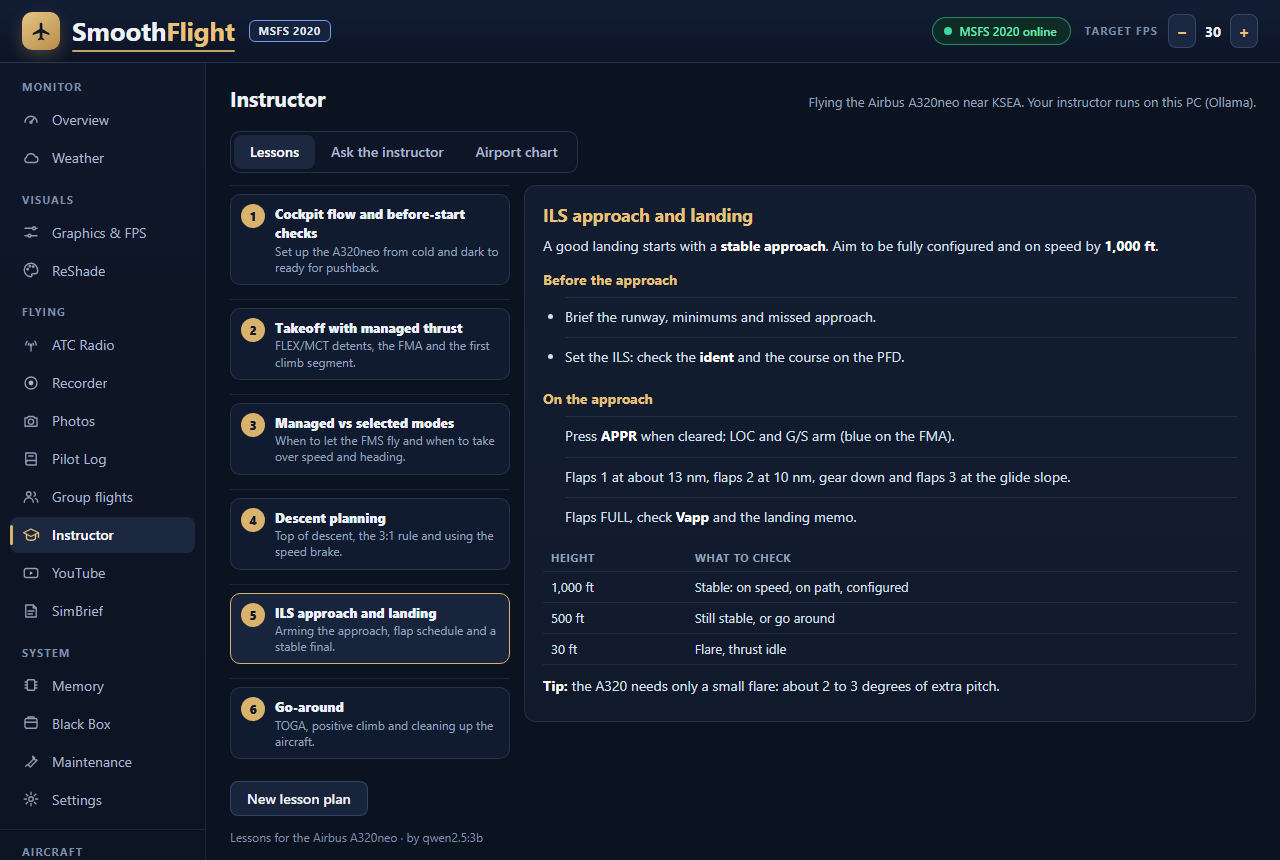 SmoothFlight
MSFS 2020
MSFS 2020 online
TARGET FPS
−
30
+
MONITOR
Overview
Weather
VISUALS
Graphics & FPS
ReShade
FLYING
ATC Radio
Recorder
Photos
Pilot Log
Group flights
Instructor
YouTube
SimBrief
SYSTEM
Memory
Black Box
Maintenance
Settings
AIRCRAFT
Instructor
Flying the Airbus A320neo near KSEA. Your instructor runs on this PC (Ollama).
Lessons
Ask the instructor
Airport chart
1
Cockpit flow and before-start
checks
Set up the A320neo from cold and dark to
ready for pushback.
2
Takeoff with managed thrust
FLEX/MCT detents, the FMA and the first
climb segment.
3
Managed vs selected modes
When to let the FMS fly and when to take
over speed and heading.
4
Descent planning
Top of descent, the 3:1 rule and using the
speed brake.
5
ILS approach and landing
Arming the approach, flap schedule and a
stable final.
6
Go-around
TOGA, positive climb and cleaning up the
aircraft.
New lesson plan
Lessons for the Airbus A320neo · by qwen2.5:3b
ILS approach and landing
A good landing starts with a stable approach. Aim to be fully configured and on speed by 1,000 ft.
Before the approach
• Brief the runway, minimums and missed approach.
• Set the ILS: check the ident and the course on the PFD.
On the approach
Press APPR when cleared; LOC and G/S arm (blue on the FMA).
Flaps 1 at about 13 nm, flaps 2 at 10 nm, gear down and flaps 3 at the glide slope.
Flaps FULL, check Vapp and the landing memo.
HEIGHT WHAT TO CHECK
1,000 ft Stable: on speed, on path, configured
500 ft Still stable, or go around
30 ft Flare, thrust idle
Tip: the A320 needs only a small flare: about 2 to 3 degrees of extra pitch.